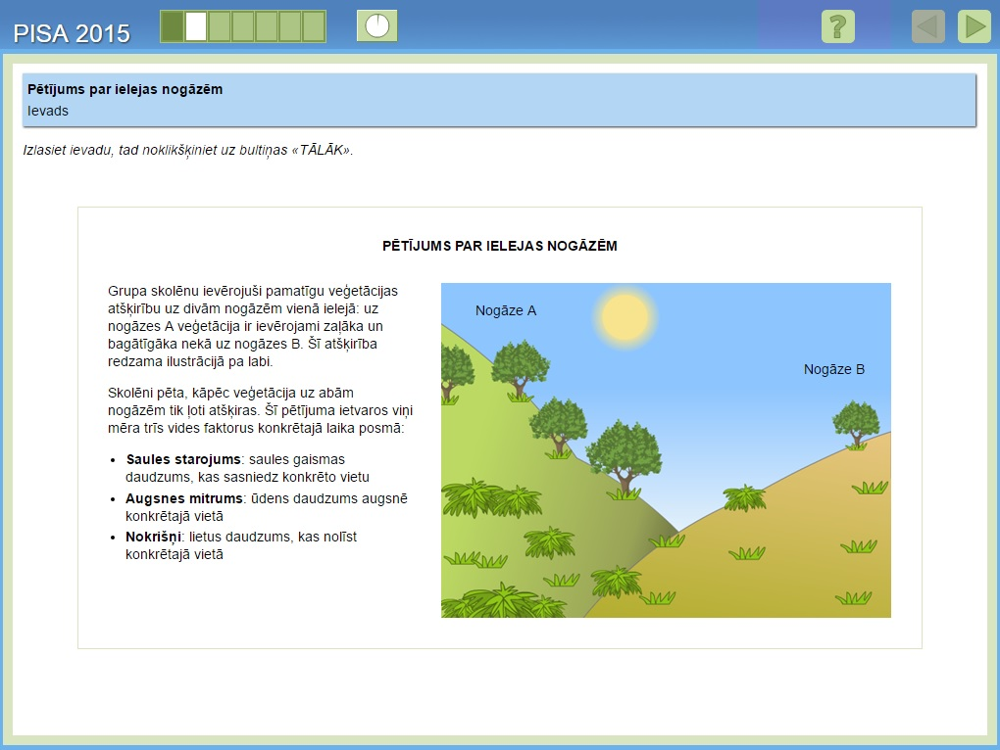 PISA 2015
?
Pētījums par ielejas nogāzēm
Ievads
Izlasiet ievadu, tad noklikšķiniet uz bultiņas «TĀLĀK».
PĒTĪJUMS PAR IELEJAS NOGĀZĒM
Grupa skolēnu ievērojuši pamatīgu veģetācijas
atšķirību uz divām nogāzēm vienā ielejā: uz
nogāzes A veģetācija ir ievērojami zaļāka un
bagātīgāka nekā uz nogāzes B. Šī atšķirība
redzama ilustrācijā pa labi.
Skolēni pēta, kāpēc veģetācija uz abām
nogāzēm tik ļoti atšķiras. Šī pētījuma ietvaros viņi
mēra trīs vides faktorus konkrētajā laika posmā:
• Saules starojums: saules gaismas
daudzums, kas sasniedz konkrēto vietu
• Augsnes mitrums: ūdens daudzums augsnē
konkrētajā vietā
• Nokrišņi: lietus daudzums, kas nolīst
konkrētajā vietā
Nogāze A
Nogāze B